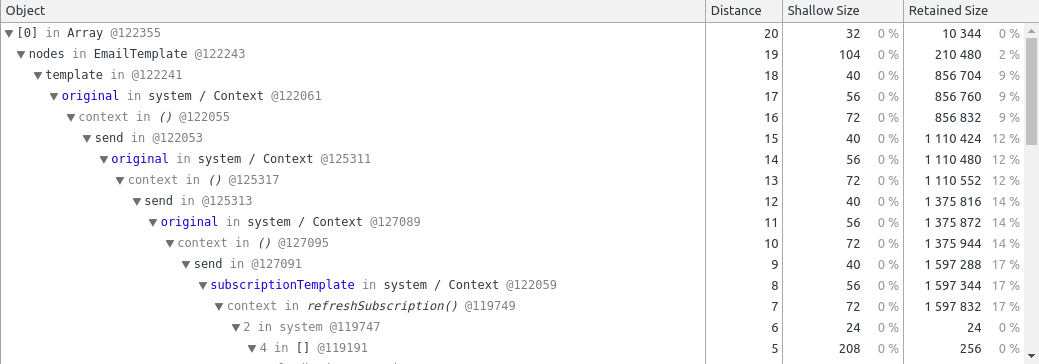 Object Distance Shallow Size Retained Size
[0] in Array @122355 20 32 0 % 10 344 0 %
nodes in EmailTemplate @122243 19 104 0 % 210 480 2 %
template in @122241 18 40 0 % 856 704 9 %
original in system / Context @122061 17 56 0 % 856 760 9 %
context in () @122055 16 72 0 % 856 832 9 %
send in @122053 15 40 0 % 1 110 424 12 %
original in system / Context @125311 14 56 0 % 1 110 480 12 %
context in () @125317 13 72 0 % 1 110 552 12 %
send in @125313 12 40 0 % 1 375 816 14 %
original in system / Context @127089 11 56 0 % 1 375 872 14 %
context in () @127095 10 72 0 % 1 375 944 14 %
send in @127091 9 40 0 % 1 597 288 17 %
subscriptionTemplate in system / Context @122059 8 56 0 % 1 597 344 17 %
context in refreshSubscription() @119749 7 72 0 % 1 597 832 17 %
2 in system @119747 6 24 0 % 24 0 %
4 in [] @119191 5 208 0 % 256 0 %